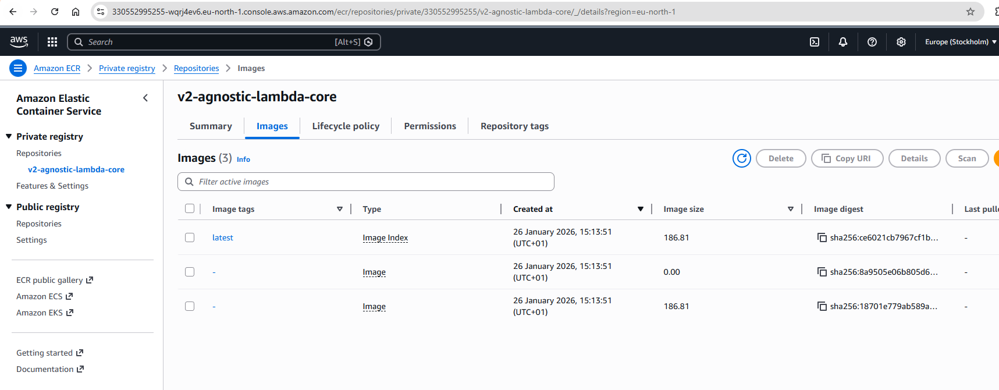 330552995255-wqrj4ev6.eu-north-1.console.aws.amazon.com/ecr/repositories/private/330552995255/v2-agnostic-lambda-core/_/details?region=eu-north-1
aws
Search
[Alt+S]
Europe (Stockholm)
Amazon ECR
Private registry
Repositories
Images
Amazon Elastic
Container Service
Private registry
Repositories
v2-agnostic-lambda-core
Features & Settings
Public registry
Repositories
Settings
ECR public gallery
Amazon ECS
Amazon EKS
Getting started
Documentation
v2-agnostic-lambda-core
Summary
Images
Lifecycle policy
Permissions
Repository tags
Images (3) Info
Delete
Copy URI
Details
Scan
Filter active images
Image tags Type Created at Image size Image digest Last pull
latest Image Index 26 January 2026, 15:13:51 (UTC+01) 186.81 sha256:ce6021cb7967cf1b... -
- Image 26 January 2026, 15:13:51 (UTC+01) 0.00 sha256:8a9505e06b805d6... -
- Image 26 January 2026, 15:13:51 (UTC+01) 186.81 sha256:18701e779ab589a... -